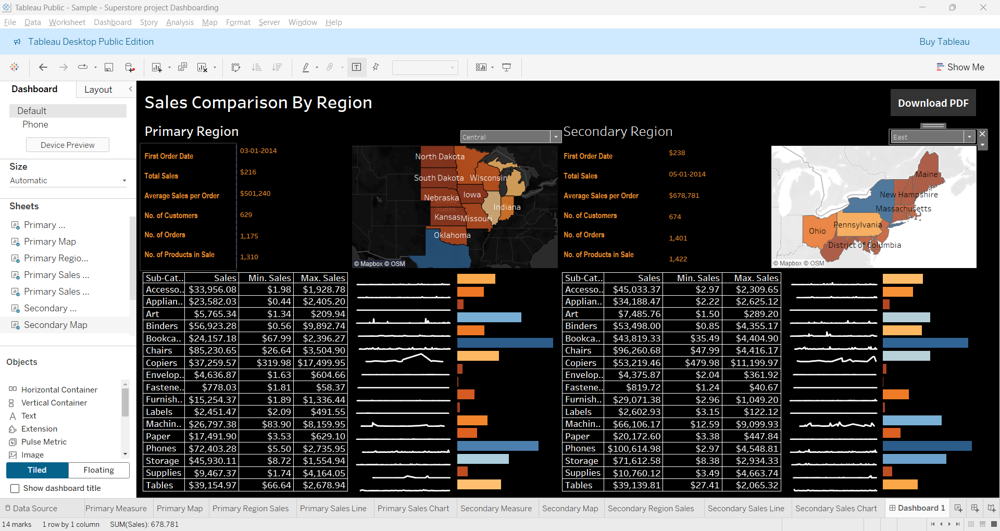 Tableau Public - Sample - Superstore project Dashboarding
File Data Worksheet Dashboard Story Analysis Map Format Server Window Help
Tableau Desktop Public Edition
Buy Tableau
Show Me
Dashboard
Layout
Default
Phone
Device Preview
Size
Automatic
Sheets
Primary ...
Primary Map
Primary Regio...
Primary Sales ...
Primary Sales ...
Secondary ...
Secondary Map
Objects
Horizontal Container
Vertical Container
Text
Extension
Pulse Metric
Image
Tiled
Floating
Show dashboard title
Sales Comparison By Region
Download PDF
Primary Region
Central
First Order Date 03-01-2014
Total Sales $216
Average Sales per Order $501,240
No. of Customers 629
No. of Orders 1,175
No. of Products in Sale 1,310
North Dakota
South Dakota
Wisconsin
Nebraska
Iowa
United States
Indiana
Kansas
Missouri
Oklahoma
© Mapbox © OSM
Sub-Cat.. Sales Min. Sales Max. Sales
Accesso.. $33,956.08 $1.98 $1,928.78
Applian.. $23,582.03 $0.44 $2,405.20
Art $5,765.34 $1.34 $209.94
Binders $56,923.28 $0.56 $9,892.74
Bookca.. $24,157.18 $67.99 $2,396.27
Chairs $85,230.65 $26.64 $3,504.90
Copiers $37,259.57 $319.98 $17,499.95
Envelop.. $4,636.87 $1.63 $604.66
Fastene.. $778.03 $1.81 $58.37
Furnish.. $15,254.37 $1.89 $1,336.44
Labels $2,451.47 $2.09 $491.55
Machin.. $26,797.38 $83.90 $8,159.95
Paper $17,491.90 $3.53 $629.10
Phones $72,403.28 $5.50 $2,735.95
Storage $45,930.11 $8.72 $1,554.94
Supplies $9,467.37 $1.74 $4,164.05
Tables $39,154.97 $66.64 $2,678.94
Secondary Region
East
First Order Date $238
Total Sales 05-01-2014
Average Sales per Order $678,781
No. of Customers 674
No. of Orders 1,401
No. of Products in Sale 1,422
Maine
New Hampshire
Massachusetts
Pennsylvania
Ohio
District of Columbia
© Mapbox © OSM
Sub-Cat.. Sales Min. Sales Max. Sales
Accesso.. $45,033.37 $2.97 $2,309.65
Applian.. $34,188.47 $2.22 $2,625.12
Art $7,485.76 $1.50 $289.20
Binders $53,498.00 $0.85 $4,355.17
Bookca.. $43,819.33 $35.49 $4,404.90
Chairs $96,260.68 $47.99 $4,416.17
Copiers $53,219.46 $479.98 $11,199.97
Envelop.. $4,375.87 $2.04 $361.92
Fastene.. $819.72 $1.24 $40.67
Furnish.. $29,071.38 $2.96 $1,049.20
Labels $2,602.93 $3.15 $122.12
Machin.. $66,106.17 $12.59 $9,099.93
Paper $20,172.60 $3.38 $447.84
Phones $100,614.98 $2.97 $4,548.81
Storage $71,612.58 $8.38 $2,934.33
Supplies $10,760.12 $3.49 $4,663.74
Tables $39,139.81 $27.41 $2,065.32
Data Source Primary Measure Primary Map Primary Region Sales Primary Sales Line Primary Sales Chart Secondary Measure Secondary Map Secondary Region Sales Secondary Sales Line Secondary Sales Chart Dashboard 1
14 marks 1 row by 1 column SUM(Sales): 678,781